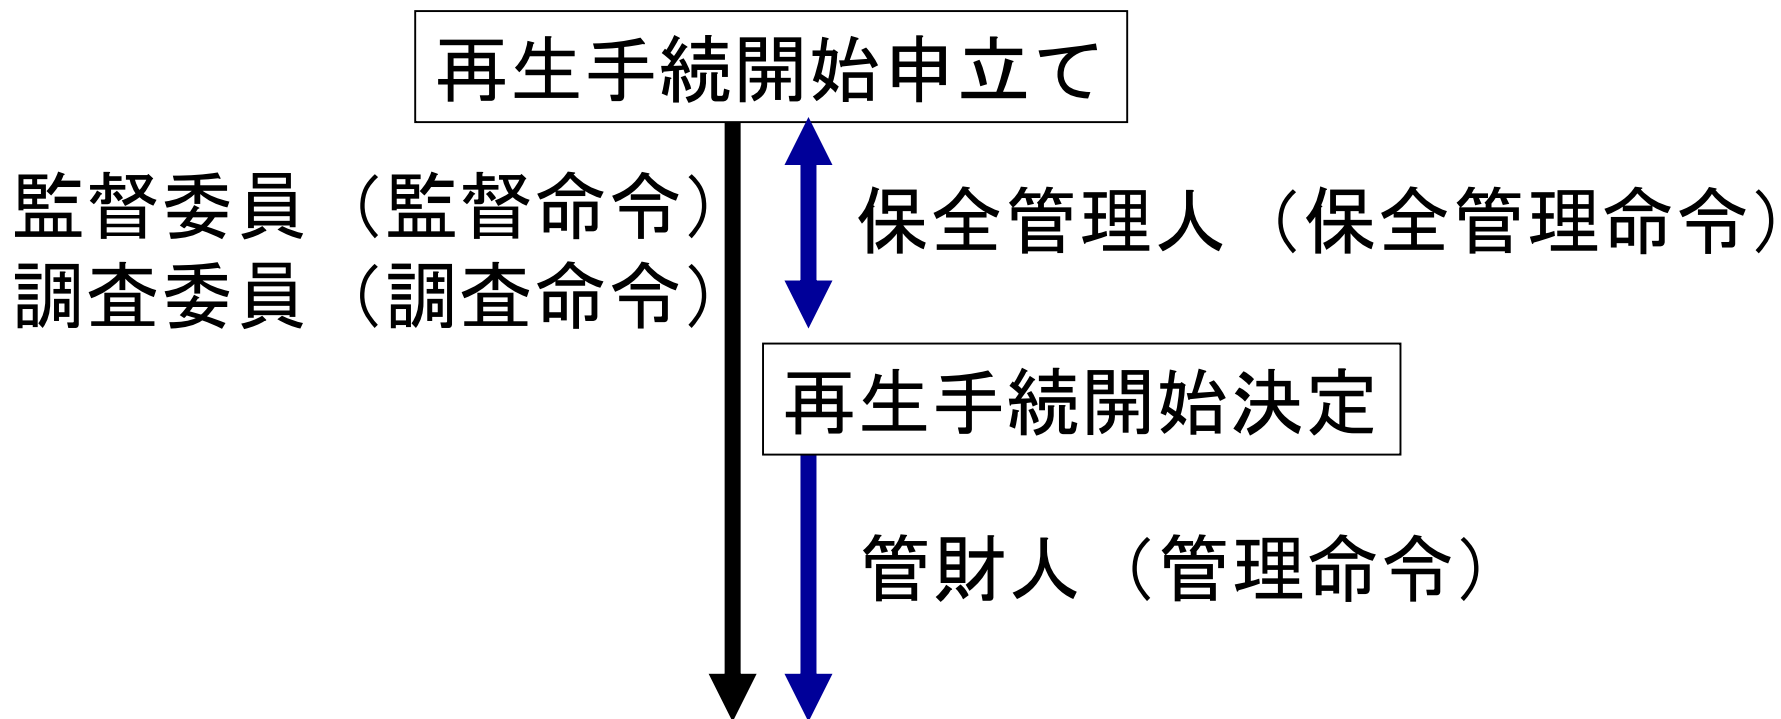 再生手続開始申立て
監督委員（監督命令）
調査委員（調査命令）
保全管理人（保全管理命令）
再生手続開始決定
管財人（管理命令）